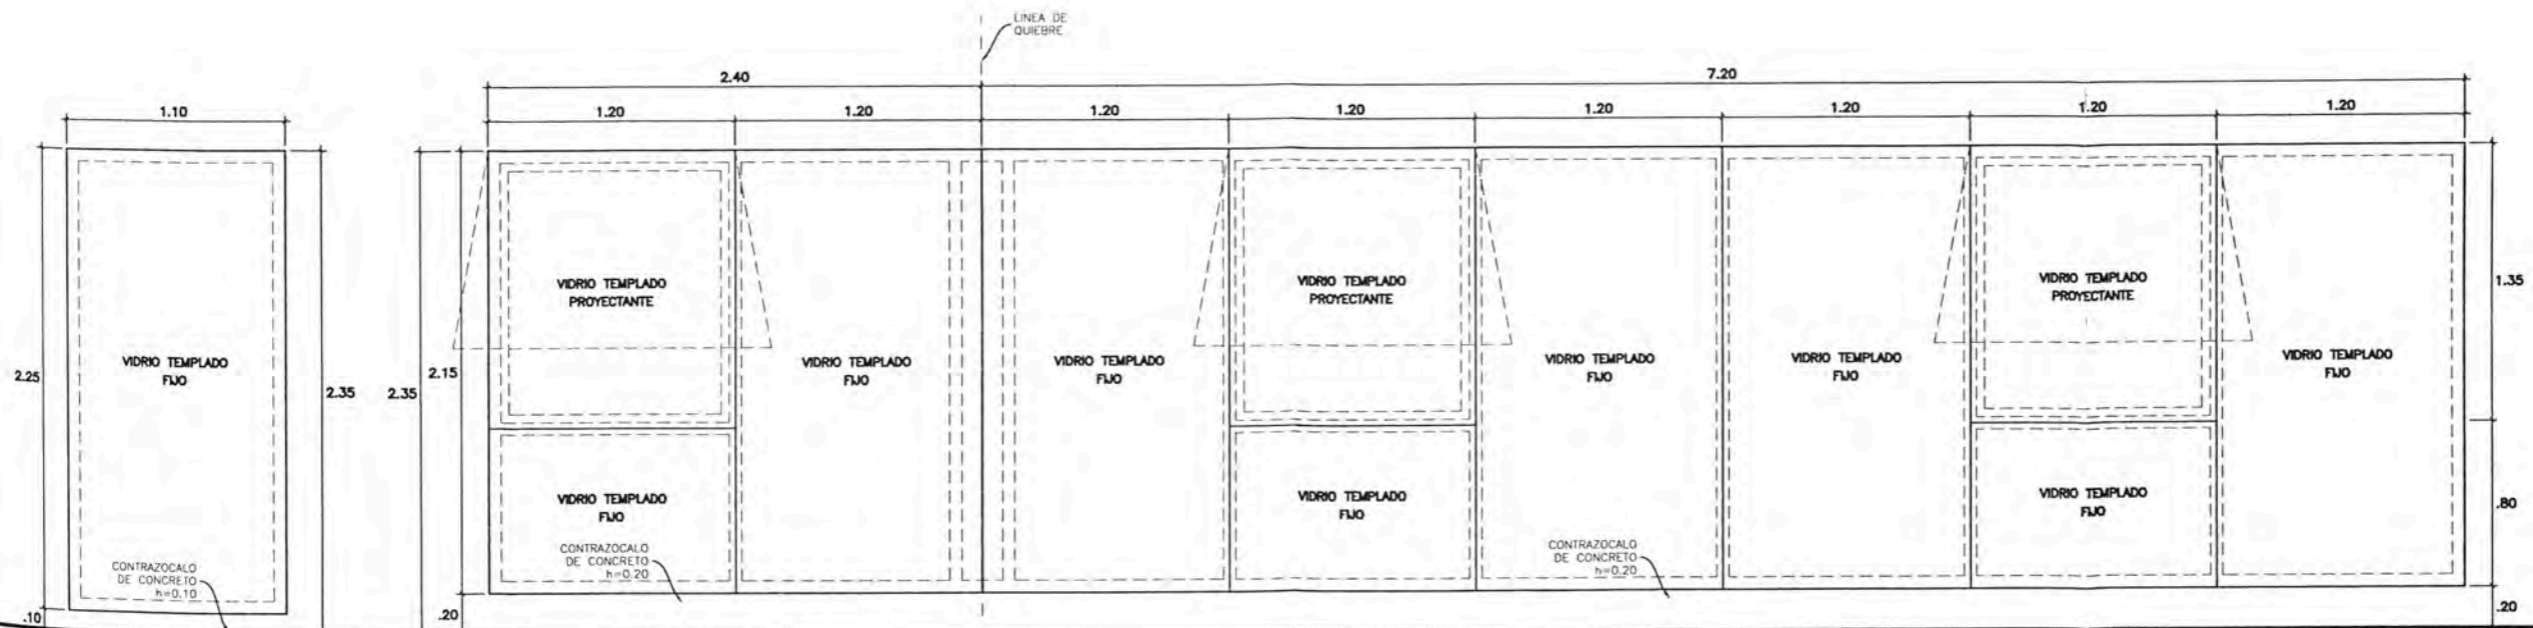 LINEA DE
QUIEBRE
2.40
7.20
1.10
1.20
1.20
1.20
1.20
1.20
1.20
1.20
1.20
VIDRIO TEMPLADO
PROYECTANTE
VIDRIO TEMPLADO
PROYECTANTE
VIDRIO TEMPLADO
PROYECTANTE
1.35
VIDRIO TEMPLADO
FIJO
VIDRIO TEMPLADO
FIJO
VIDRIO TEMPLADO
FIJO
VIDRIO TEMPLADO
FIJO
VIDRIO TEMPLADO
FIJO
VIDRIO TEMPLADO
FIJO
2.25
2.35
2.35
2.15
VIDRIO TEMPLADO
FIJO
VIDRIO TEMPLADO
FIJO
VIDRIO TEMPLADO
FIJO
.80
CONTRAZOCALO
DE CONCRETO
h=0.10
CONTRAZOCALO
DE CONCRETO
h=0.20
CONTRAZOCALO
DE CONCRETO
h=0.20
.10
.20
.20